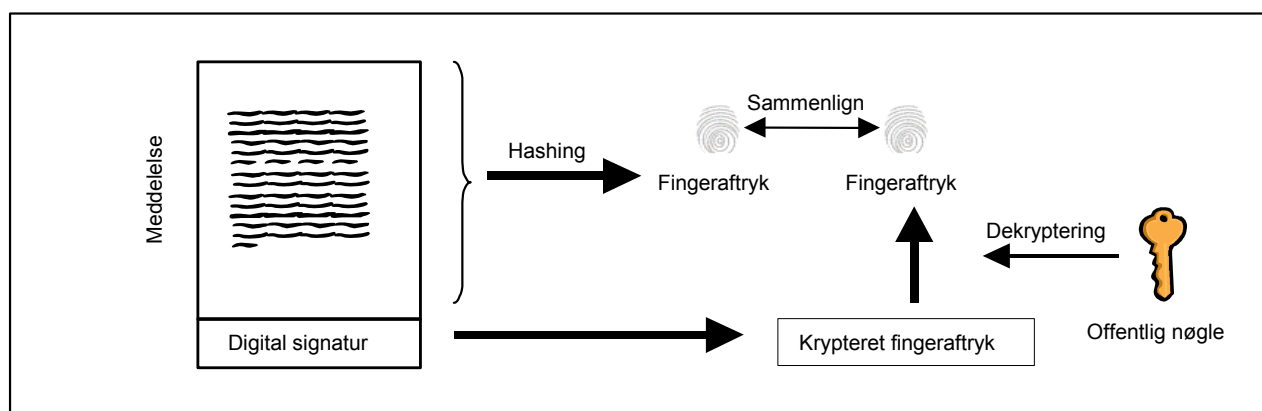 Meddelelse
Hashing
Sammenlign
Fingeraftryk
Fingeraftryk
Dekryptering
Offentlig nøgle
Digital signatur
Krypteret fingeraftryk